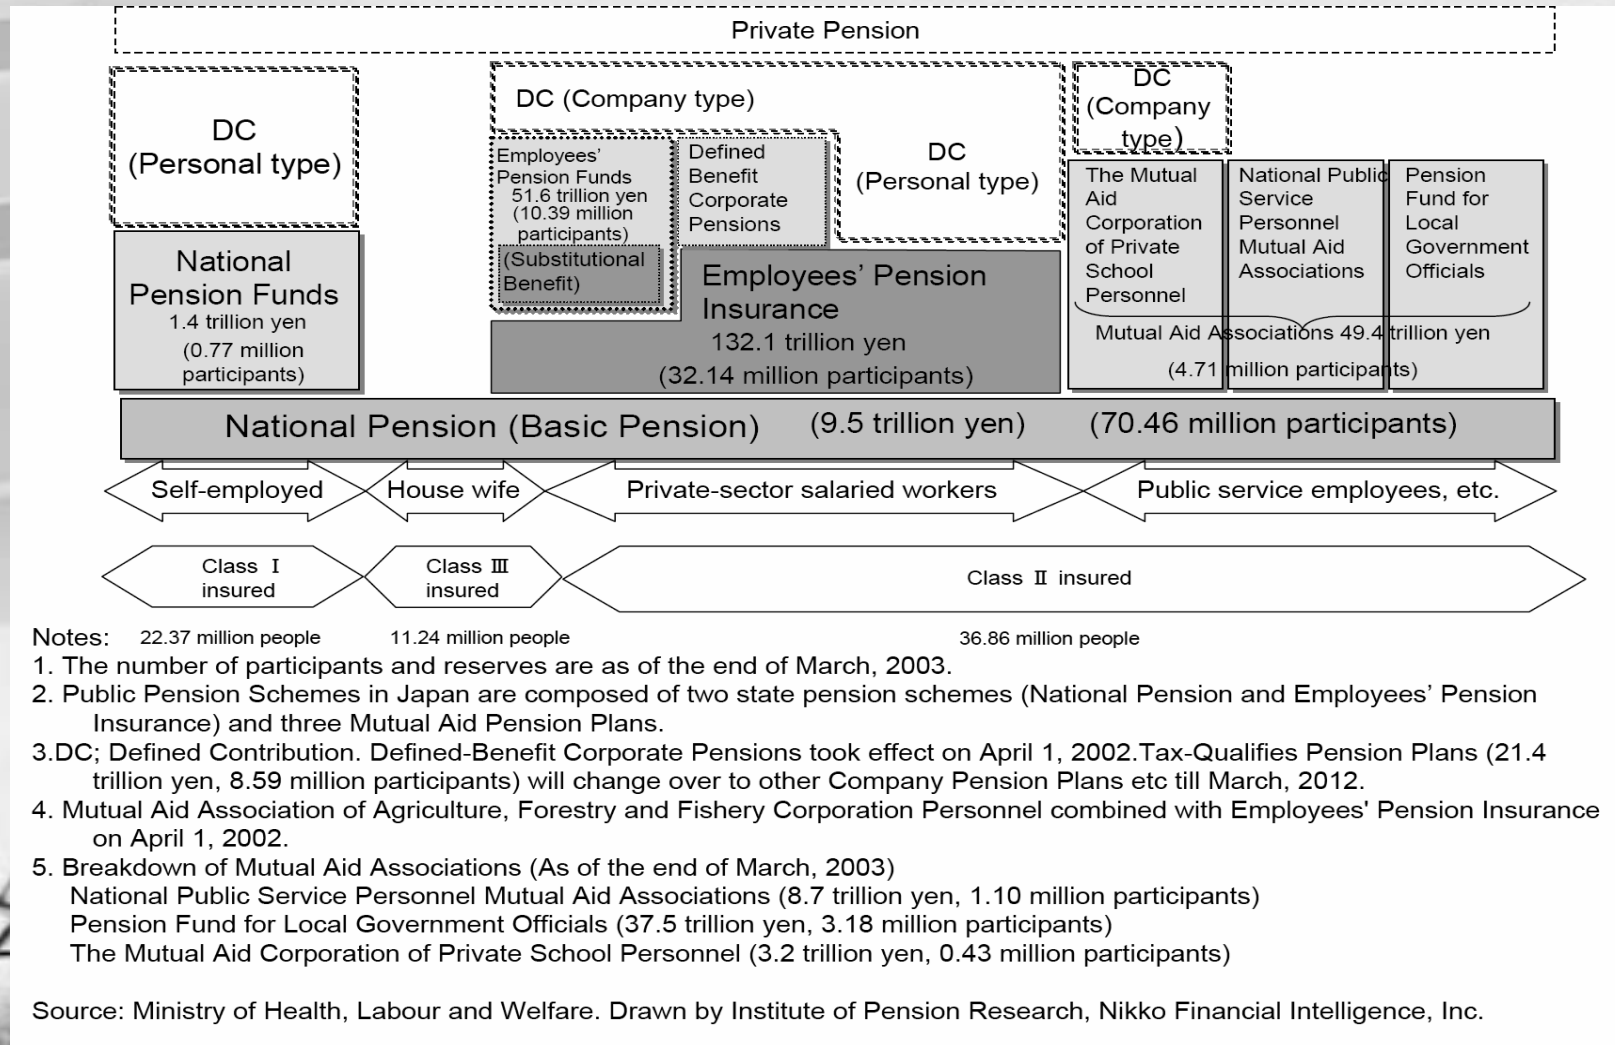 Private Pension
DC
(Personal type)
DC (Company type)
DC
(Company
type)
Employees’
Pension Funds
51.6 trillion yen
(10.39 million
participants)
(Substitutional
Benefit)
Defined
Benefit
Corporate
Pensions
DC
(Personal type)
The Mutual
Aid
Corporation
of Private
School
Personnel
National Public
Service
Personnel
Mutual Aid
Associations
Pension
Fund for
Local
Government
Officials
National
Pension Funds
1.4 trillion yen
(0.77 million
participants)
Employees’ Pension
Insurance
132.1 trillion yen
(32.14 million participants)
Mutual Aid Associations 49.4 trillion yen
(4.71 million participants)
National Pension (Basic Pension) (9.5 trillion yen) (70.46 million participants)
Self-employed
House wife
Private-sector salaried workers
Public service employees, etc.
Class Ⅰ
insured
Class Ⅲ
insured
Class Ⅱ insured
Notes: 22.37 million people 11.24 million people 36.86 million people
1. The number of participants and reserves are as of the end of March, 2003.
2. Public Pension Schemes in Japan are composed of two state pension schemes (National Pension and Employees’ Pension
Insurance) and three Mutual Aid Pension Plans.
3.DC; Defined Contribution. Defined-Benefit Corporate Pensions took effect on April 1, 2002.Tax-Qualifies Pension Plans (21.4
trillion yen, 8.59 million participants) will change over to other Company Pension Plans etc till March, 2012.
4. Mutual Aid Association of Agriculture, Forestry and Fishery Corporation Personnel combined with Employees' Pension Insurance
on April 1, 2002.
5. Breakdown of Mutual Aid Associations (As of the end of March, 2003)
National Public Service Personnel Mutual Aid Associations (8.7 trillion yen, 1.10 million participants)
Pension Fund for Local Government Officials (37.5 trillion yen, 3.18 million participants)
The Mutual Aid Corporation of Private School Personnel (3.2 trillion yen, 0.43 million participants)
Source: Ministry of Health, Labour and Welfare. Drawn by Institute of Pension Research, Nikko Financial Intelligence, Inc.